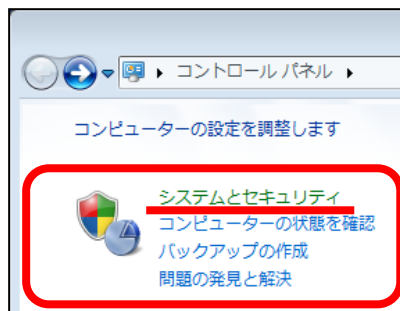 コントロール パネル
コンピューターの設定を調整します
システムとセキュリティ
コンピューターの状態を確認
バックアップの作成
問題の発見と解決